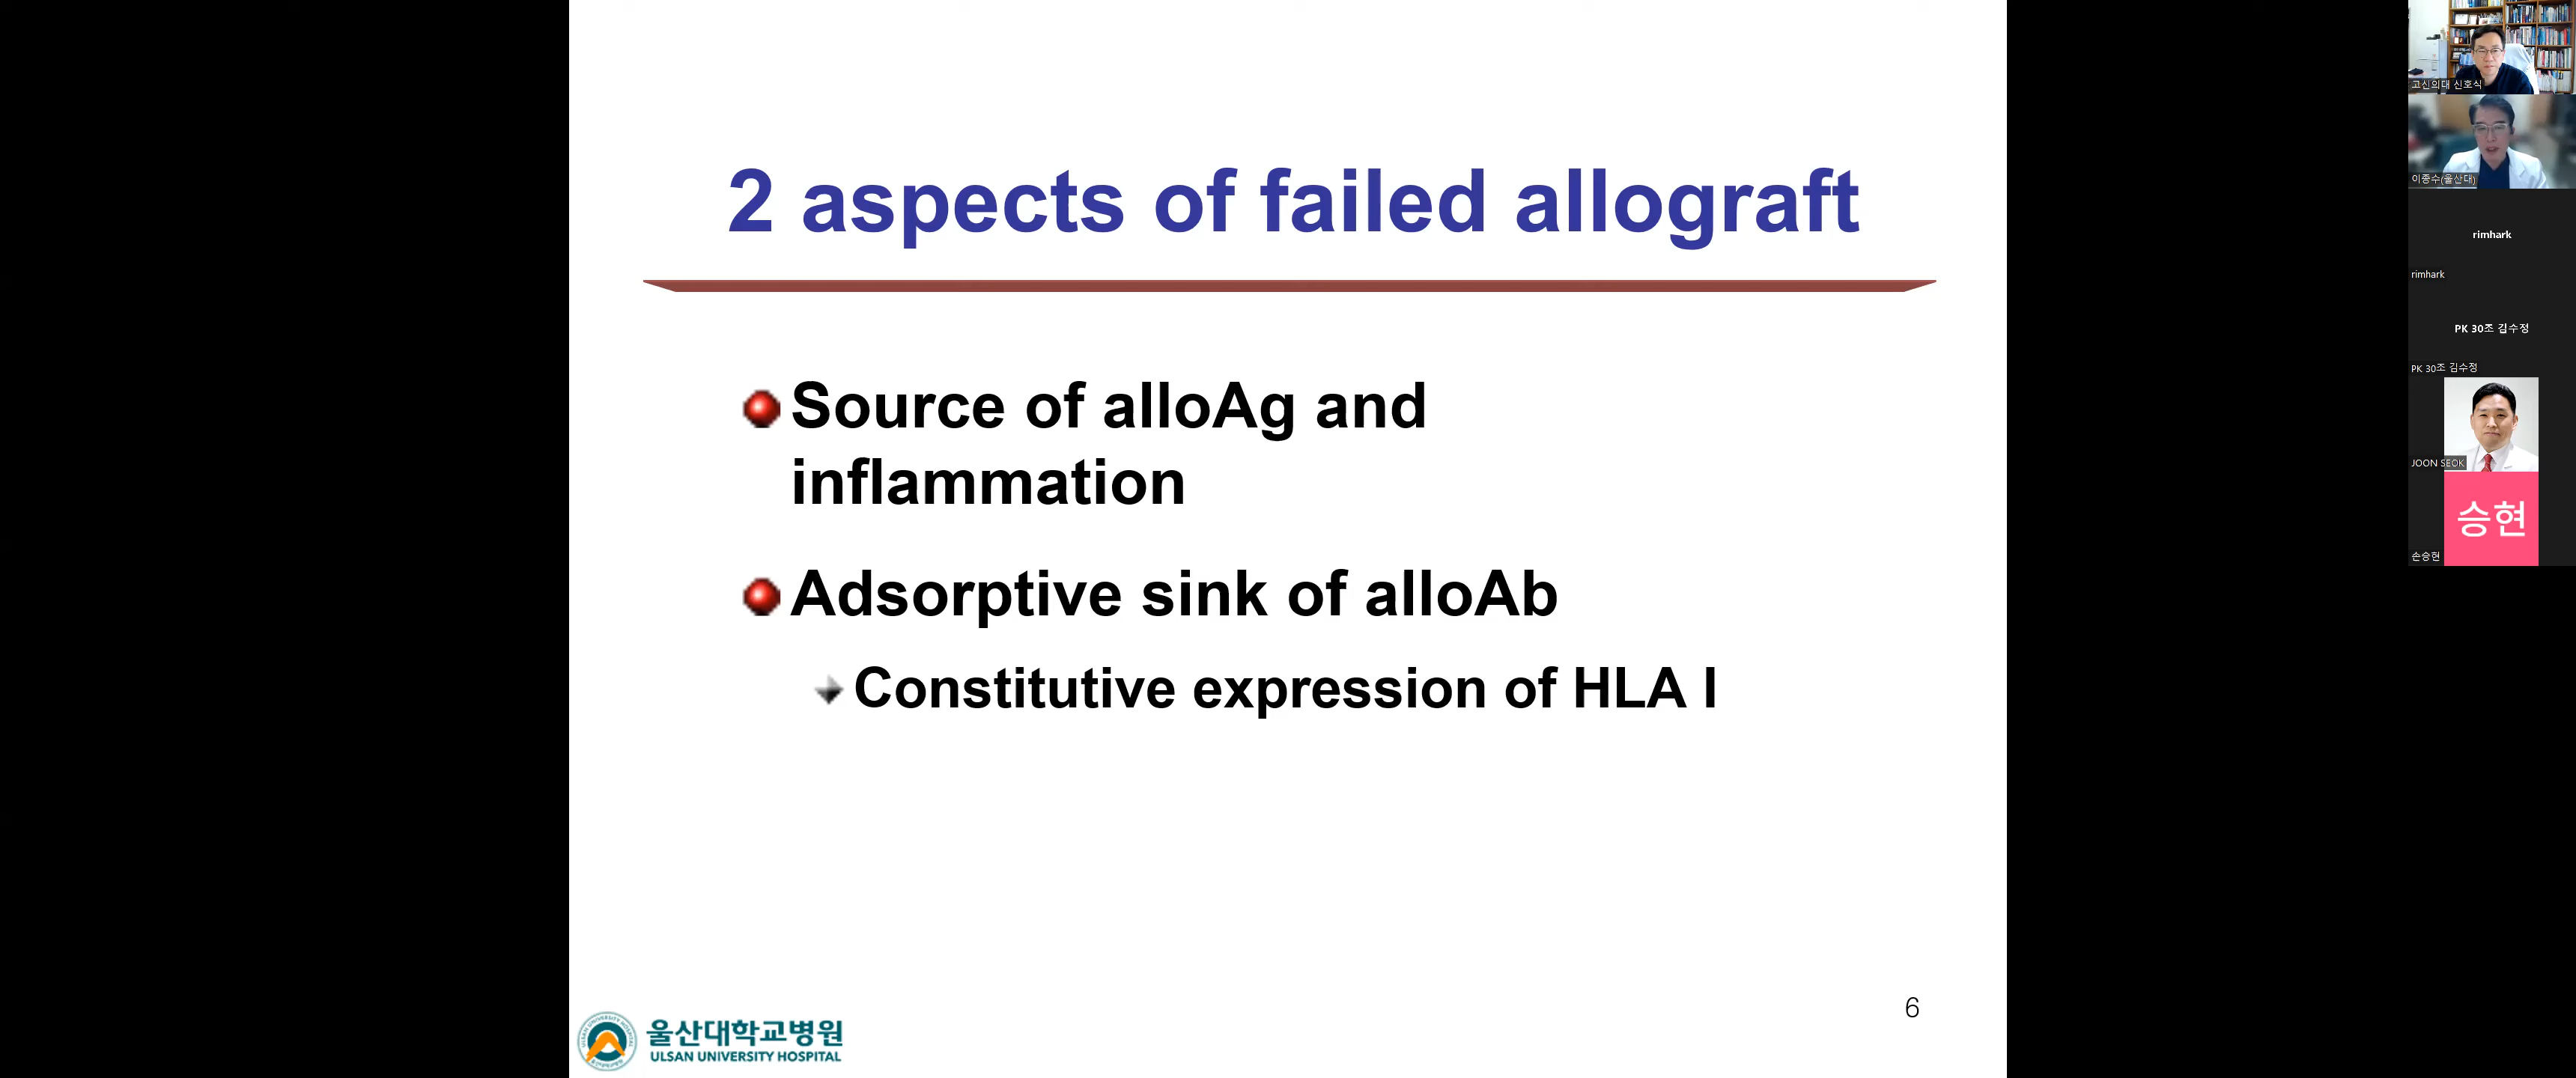 2 aspects of failed allograft
Source of alloAg and
inflammation
Adsorptive sink of alloAb
Constitutive expression of HLA I
6
울산대학교병원
ULSAN UNIVERSITY HOSPITAL
고신의대 신호식
이종수(울산대)
rimhark
rimhark
PK 30조 김수정
PK 30조 김수정
JOON SEOK
승현
손승현